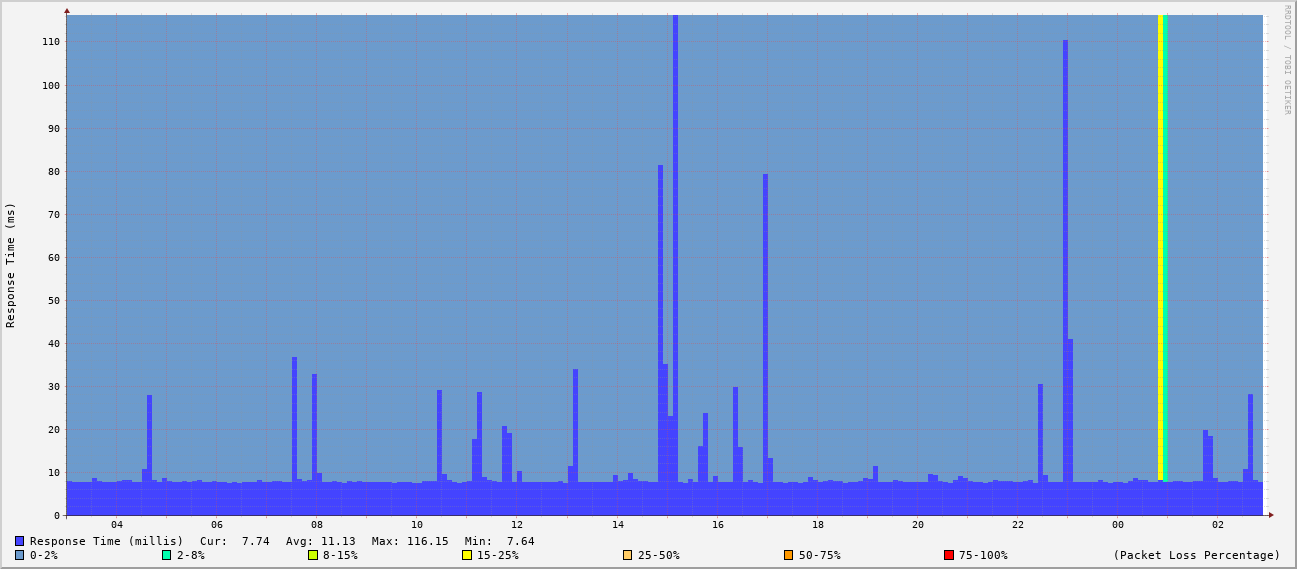 RRDTOOL / TOBI OETIKER
Response Time (ms)
110
100
90
80
70
60
50
40
30
20
10
0
04 06 08 10 12 14 16 18 20 22 00 02
Response Time (millis) Cur: 7.74 Avg: 11.13 Max: 116.15 Min: 7.64
0-2% 2-8% 8-15% 15-25% 25-50% 50-75% 75-100% (Packet Loss Percentage)